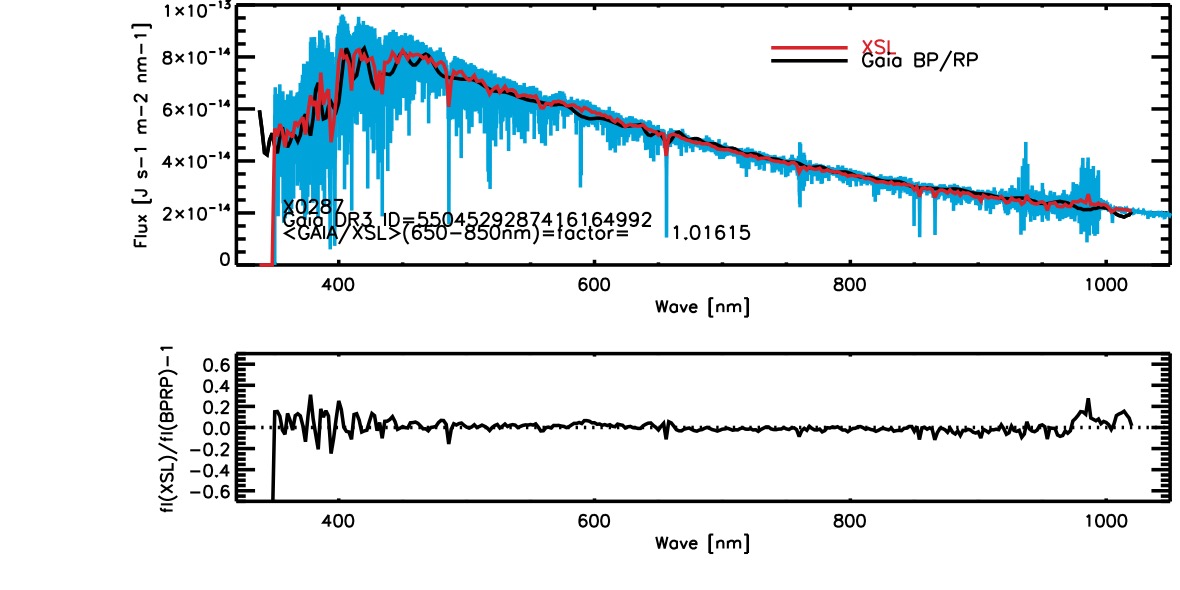 1×10−13
8×10−14
6×10−14
4×10−14
2×10−14
0
Flux [J s−1 m−2 nm−1]
XSL
Gaia BP/RP
X0287
Gaia DR3 ID=5504529287416164992
<GAIA/XSL>(650−850nm)=factor= 1.01615
400 600 800 1000
Wave [nm]
fl(XSL)/fl(BPRP)−1
0.6
0.4
0.2
0.0
−0.2
−0.4
−0.6
400 600 800 1000
Wave [nm]